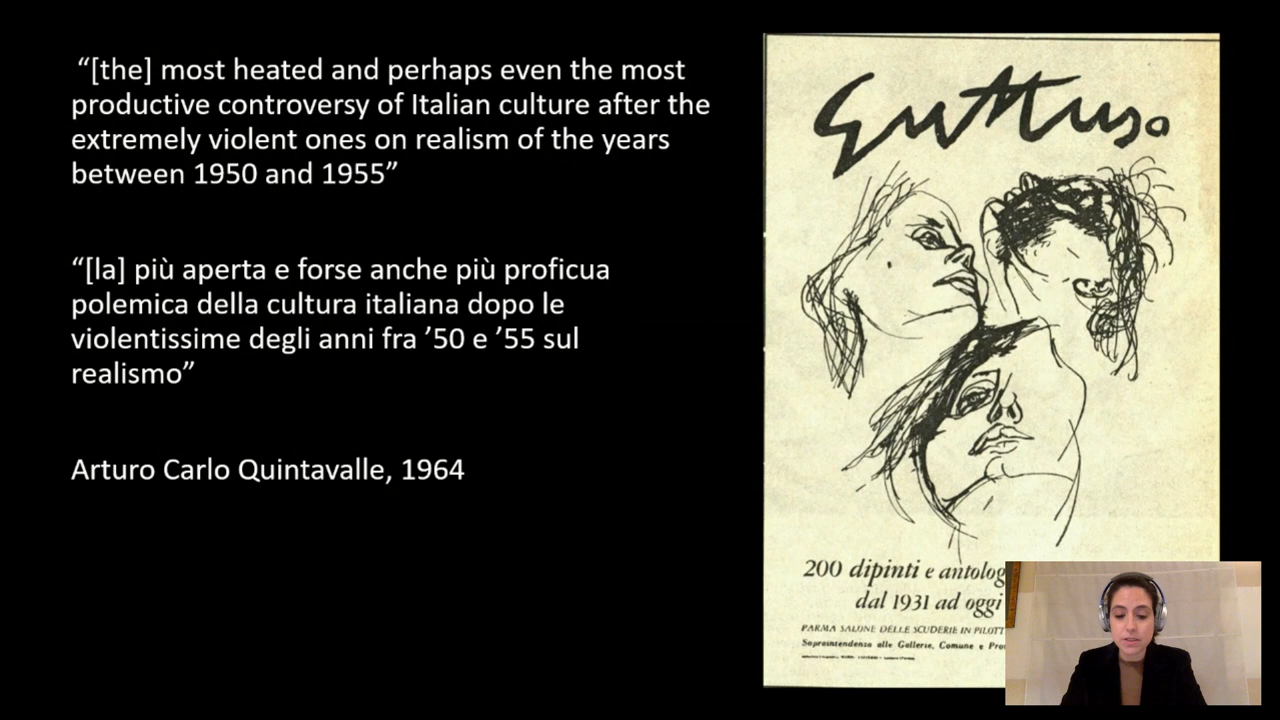 “[the] most heated and perhaps even the most
productive controversy of Italian culture after the
extremely violent ones on realism of the years
between 1950 and 1955”
“[la] più aperta e forse anche più proficua
polemica della cultura italiana dopo le
violentissime degli anni fra ’50 e ’55 sul
realismo”
Arturo Carlo Quintavalle, 1964
Guttuso
200 dipinti e antolog
dal 1931 ad oggi
PARMA SALONE DELLE SCUDERIE IN PILOTT
Soprintendenza alle Gallerie, Comune e Pro